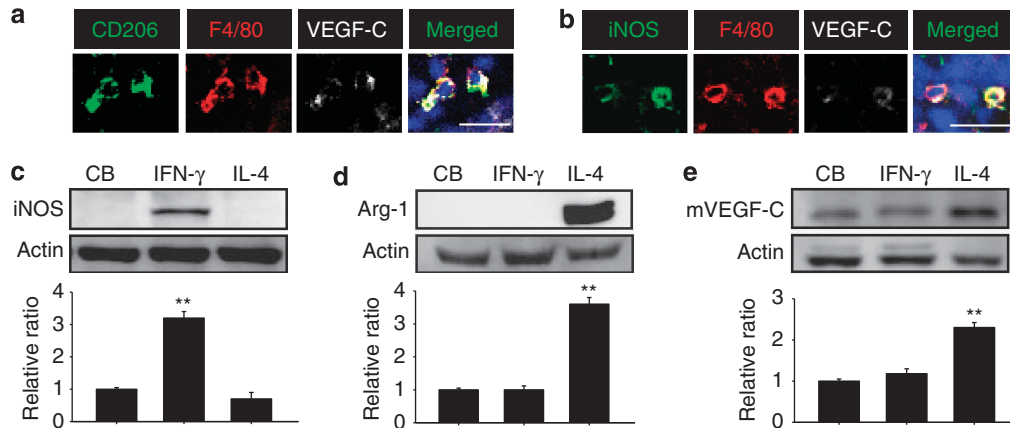 a
CD206 F4/80 VEGF-C Merged
b
iNOS F4/80 VEGF-C Merged
c
CB IFN-γ IL-4
iNOS
Actin
Relative ratio
4
3
2
1
0
**
d
CB IFN-γ IL-4
Arg-1
Actin
Relative ratio
4
3
2
1
0
**
e
CB IFN-γ IL-4
mVEGF-C
Actin
Relative ratio
3
2
1
0
**